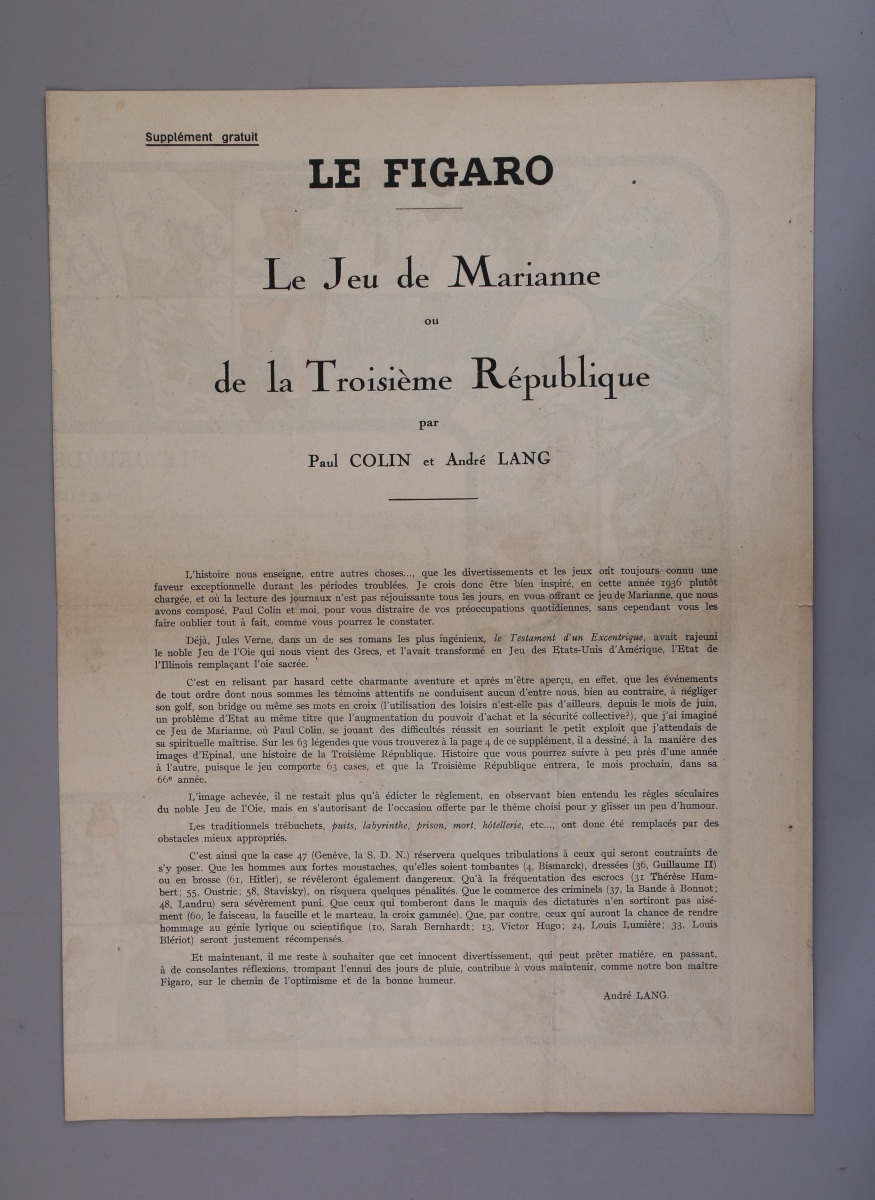 Supplément gratuit
LE FIGARO
Le Jeu de Marianne
ou
de la Troisième République
par
Paul COLIN et André LANG
L'histoire nous enseigne, entre autres choses..., que les divertissements et les jeux ont toujours connu une
faveur exceptionnelle durant les périodes troublées. Je crois donc être bien inspiré, en cette année 1936 plutôt
chargée, et où la lecture des journaux n'est pas réjouissante tous les jours, en vous offrant ce jeu de Marianne, que nous
avons composé, Paul Colin et moi, pour vous distraire de vos préoccupations quotidiennes, sans cependant vous les
faire oublier tout à fait, comme vous pourrez le constater.
Déjà, Jules Verne, dans un de ses romans les plus ingénieux, le Testament d'un Excentrique, avait rajeuni
le noble Jeu de l'Oie qui nous vient des Grecs, et l'avait transformé en Jeu des Etats-Unis d'Amérique, l'Etat de
l'Illinois remplaçant l'oie sacrée.
C'est en relisant par hasard cette charmante aventure et après m'être aperçu, en effet, que les événements
de tout ordre dont nous sommes les témoins attentifs ne conduisent aucun d'entre nous, bien au contraire, à négliger
son golf, son bridge ou même ses mots en croix (l'utilisation des loisirs n'est-elle pas d'ailleurs, depuis le mois de juin,
un problème d'Etat au même titre que l'augmentation du pouvoir d'achat et la sécurité collective?), que j'ai imaginé
ce Jeu de Marianne, où Paul Colin, se jouant des difficultés réussit en souriant le petit exploit que j'attendais de
sa spirituelle maîtrise. Sur les 63 légendes que vous trouverez à la page 4 de ce supplément, il a dessiné, à la manière des
images d'Epinal, une histoire de la Troisième République. Histoire que vous pourrez suivre à peu près d'une année
à l'autre, puisque le jeu comporte 63 cases, et que la Troisième République entrera, le mois prochain, dans sa
66e année.
L'image achevée, il ne restait plus qu'à édicter le règlement, en observant bien entendu les règles séculaires
du noble Jeu de l'Oie, mais en s'autorisant de l'occasion offerte par le thème choisi pour y glisser un peu d'humour.
Les traditionnels trébuchets, puits, labyrinthe, prison, mort, hôtellerie, etc..., ont donc été remplacés par des
obstacles mieux appropriés.
C'est ainsi que la case 47 (Genève, la S. D. N.) réservera quelques tribulations à ceux qui seront contraints de
s'y poser. Que les hommes aux fortes moustaches, qu'elles soient tombantes (4, Bismarck), dressées (36, Guillaume II)
ou en brosse (61, Hitler), se révèleront également dangereux. Qu'à la fréquentation des escrocs (31 Thérèse Hum-
bert; 55, Oustric; 58, Stavisky), on risquera quelques pénalités. Que le commerce des criminels (37, la Bande à Bonnot;
48, Landru) sera sévèrement puni. Que ceux qui tomberont dans le maquis des dictatures n'en sortiront pas aisé-
ment (60, le faisceau, la faucille et le marteau, la croix gammée). Que, par contre, ceux qui auront la chance de rendre
hommage au génie lyrique ou scientifique (10, Sarah Bernhardt; 13, Victor Hugo; 24, Louis Lumière; 33, Louis
Blériot) seront justement récompensés.
Et maintenant, il me reste à souhaiter que cet innocent divertissement, qui peut prêter matière, en passant,
à de consolantes réflexions, trompant l'ennui des jours de pluie, contribue à vous maintenir, comme notre bon maître
Figaro, sur le chemin de l'optimisme et de la bonne humeur.
André LANG.